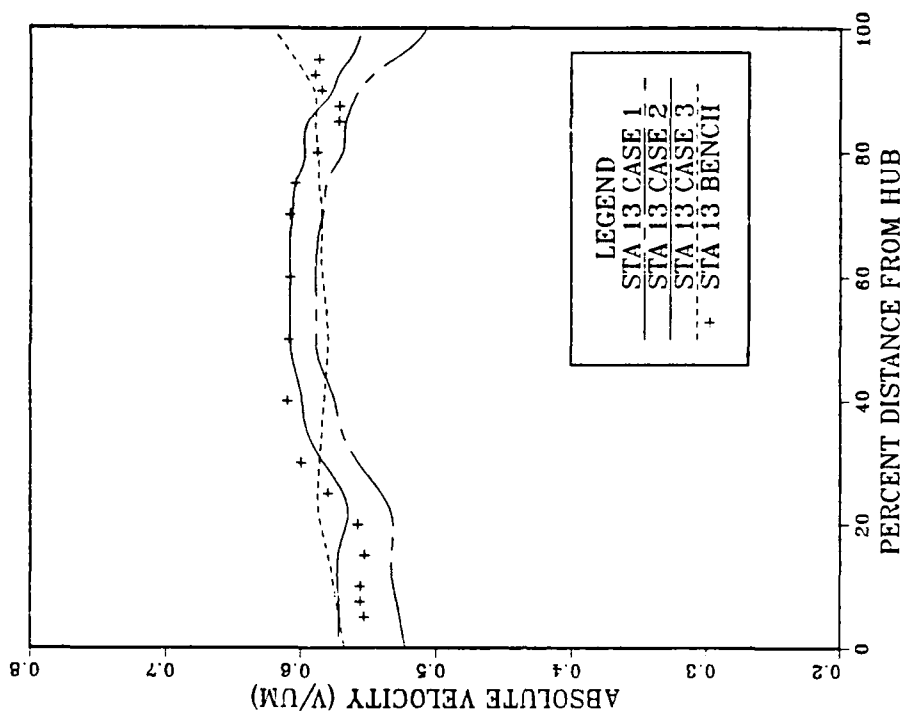 0.8
0.7
0.6
0.5
0.4
0.3
0.2
ABSOLUTE VELOCITY (V/UM)
0
20
40
60
80
100
PERCENT DISTANCE FROM HUB
LEGEND
STA 13 CASE 1
STA 13 CASE 2
STA 13 CASE 3
STA 13 BENCH